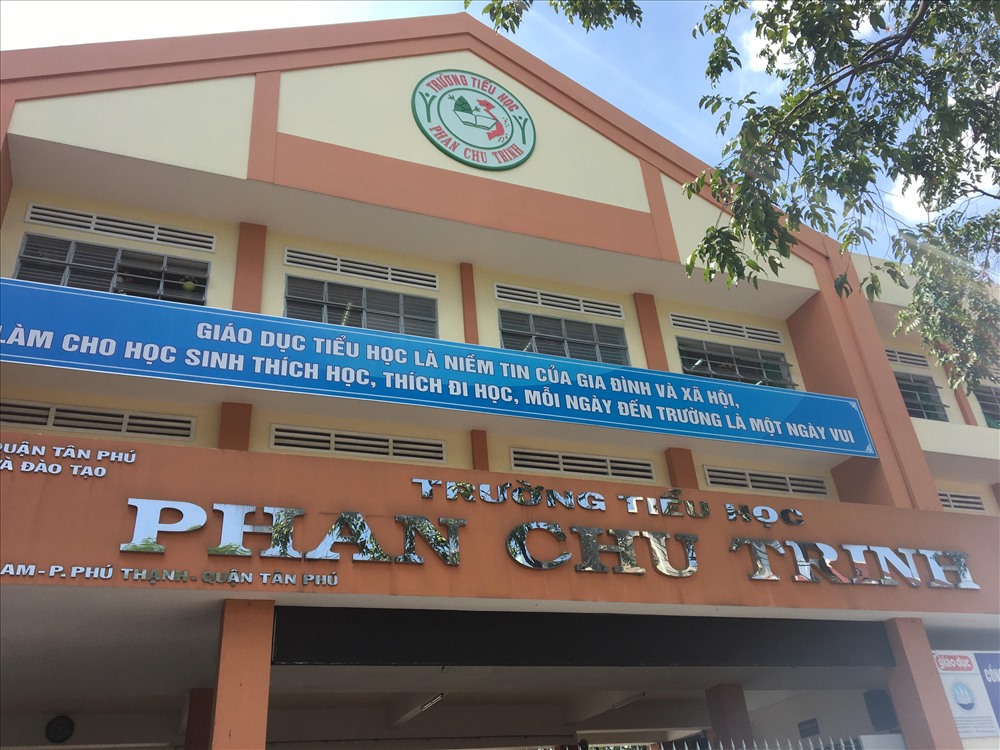 TRƯỜNG TIỂU HỌC
PHAN CHU TRINH
GIÁO DỤC TIỂU HỌC LÀ NIỀM TIN CỦA GIA ĐÌNH VÀ XÃ HỘI,
LÀM CHO HỌC SINH THÍCH HỌC, THÍCH ĐI HỌC, MỖI NGÀY ĐẾN TRƯỜNG LÀ MỘT NGÀY VUI
QUẬN TÂN PHÚ
VÀ ĐÀO TẠO
TRƯỜNG TIỂU HỌC
PHAN CHU TRINH
AM-P. PHÚ THẠNH-QUẬN TÂN PHÚ
giáo dục